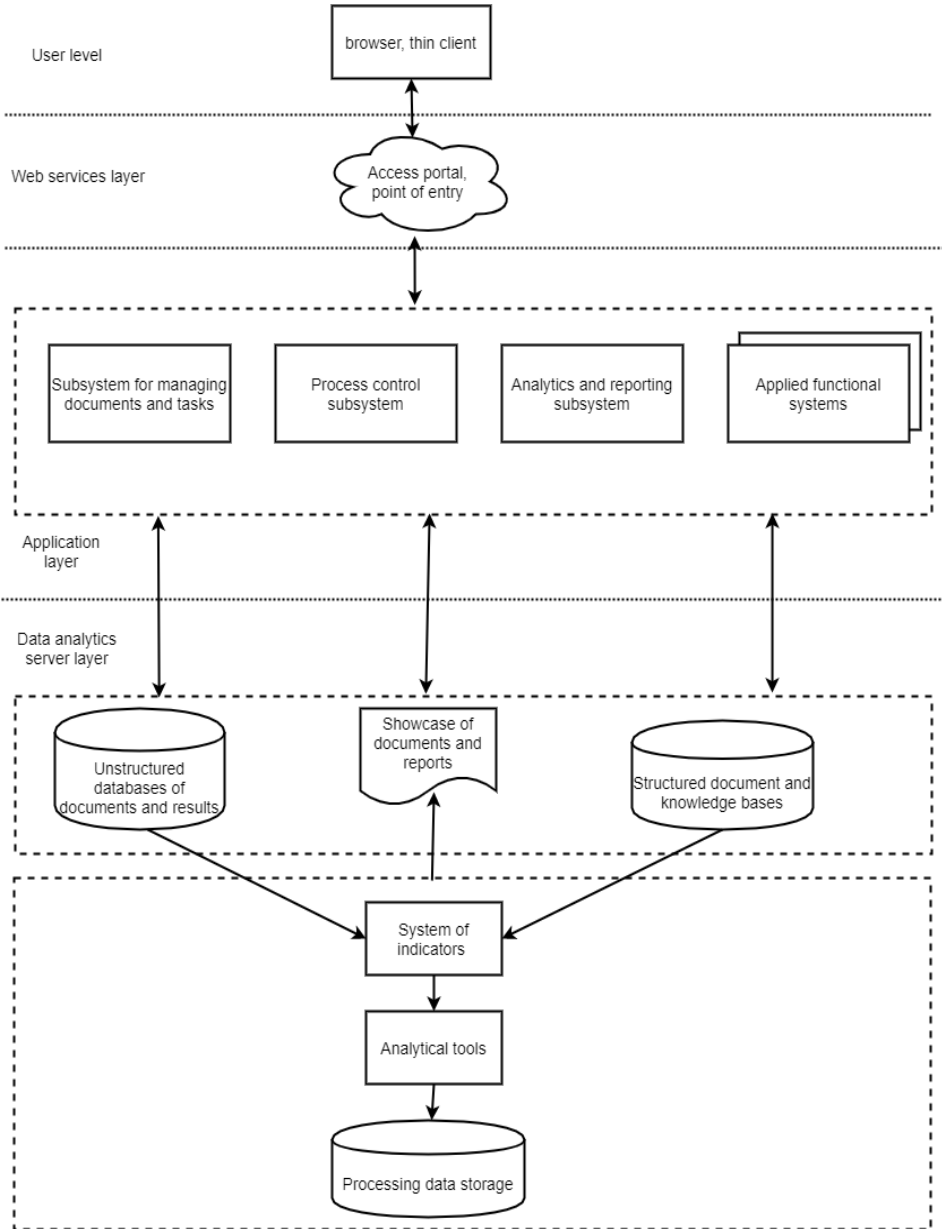 browser, thin client
User level
Web services layer
Access portal,
point of entry
Subsystem for managing
documents and tasks
Process control
subsystem
Analytics and reporting
subsystem
Applied functional
systems
Application
layer
Data analytics
server layer
Unstructured
databases of
documents and results
Showcase of
documents and
reports
Structured document and
knowledge bases
System of
indicators
Analytical tools
Processing data storage